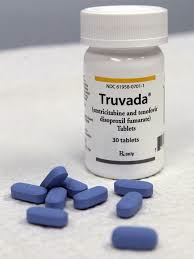 NDC 61958-0701-1
Truvada®
(emtricitabine and tenofovir
disoproxil fumarate)
Tablets
30 tablets
Rx only